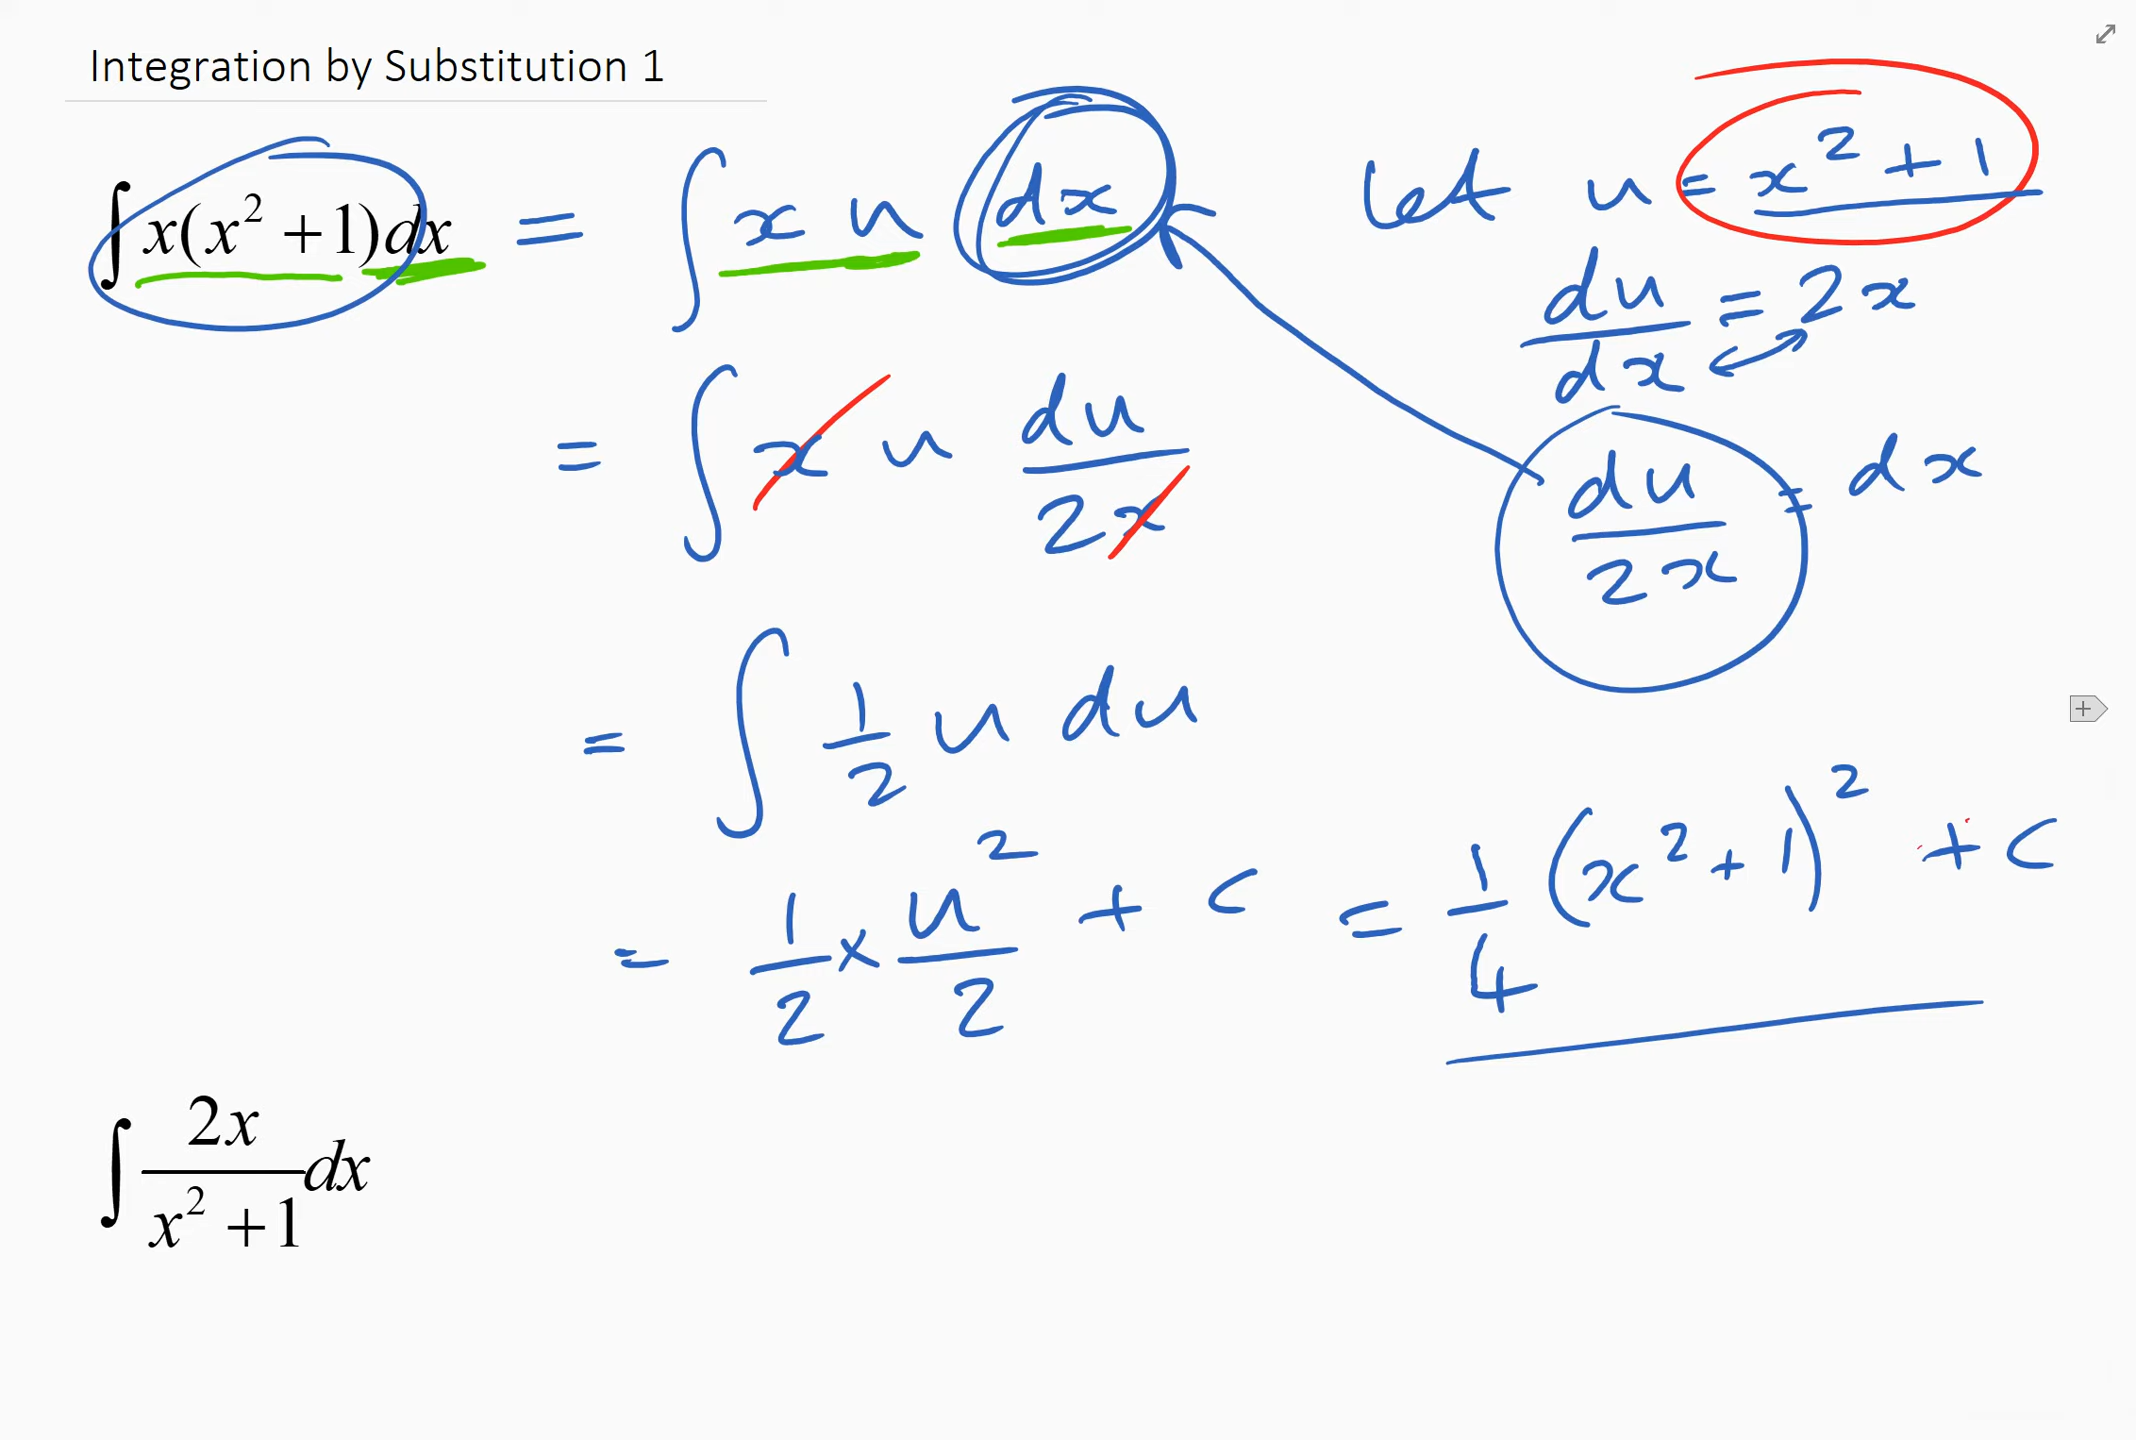 Integration by Substitution 1
∫ x(x² + 1)dx = ∫ x u dx
let u = x² + 1
du/dx = 2x
= ∫ x u du/2x
du/2x = dx
= ∫ 1/2 u du
= 1/2 × u²/2 + c = 1/4 (x² + 1)² + c
∫ 2x/(x² + 1) dx